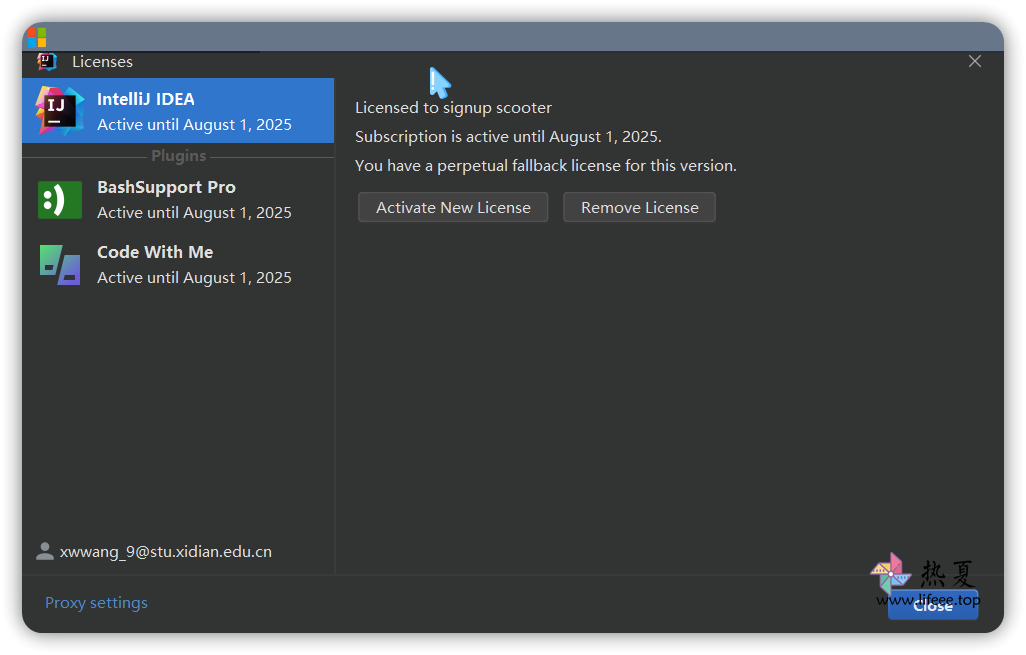 Licenses
IJ
IntelliJ IDEA
Active until August 1, 2025
Plugins
BashSupport Pro
Active until August 1, 2025
Code With Me
Active until August 1, 2025
xwwang_9@stu.xidian.edu.cn
Proxy settings
Licensed to signup scooter
Subscription is active until August 1, 2025.
You have a perpetual fallback license for this version.
Activate New License
Remove License
热夏
www.lifeee.top
Close